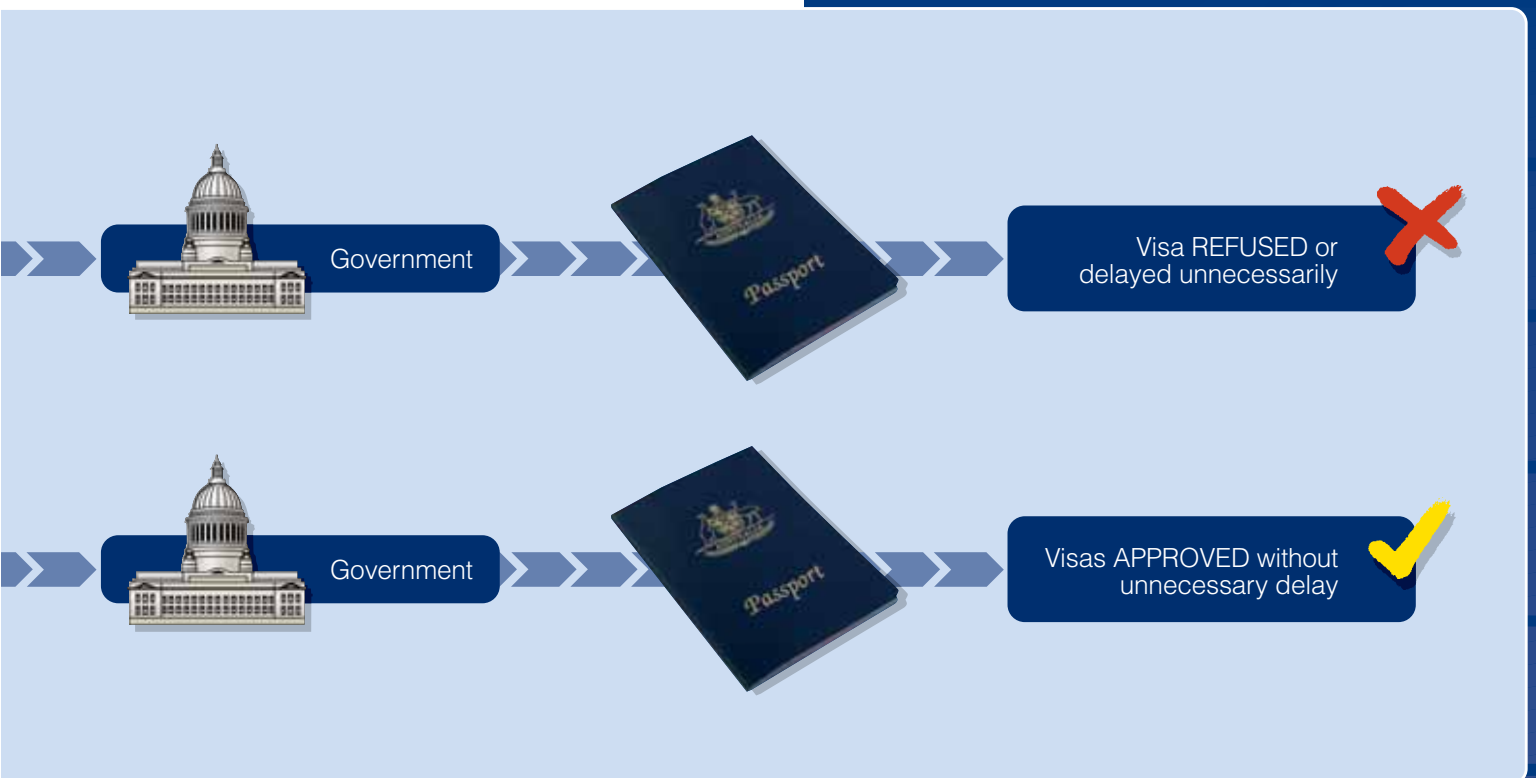 Government
Passport
Visa REFUSED or
delayed unnecessarily
Government
Passport
Visas APPROVED without
unnecessary delay